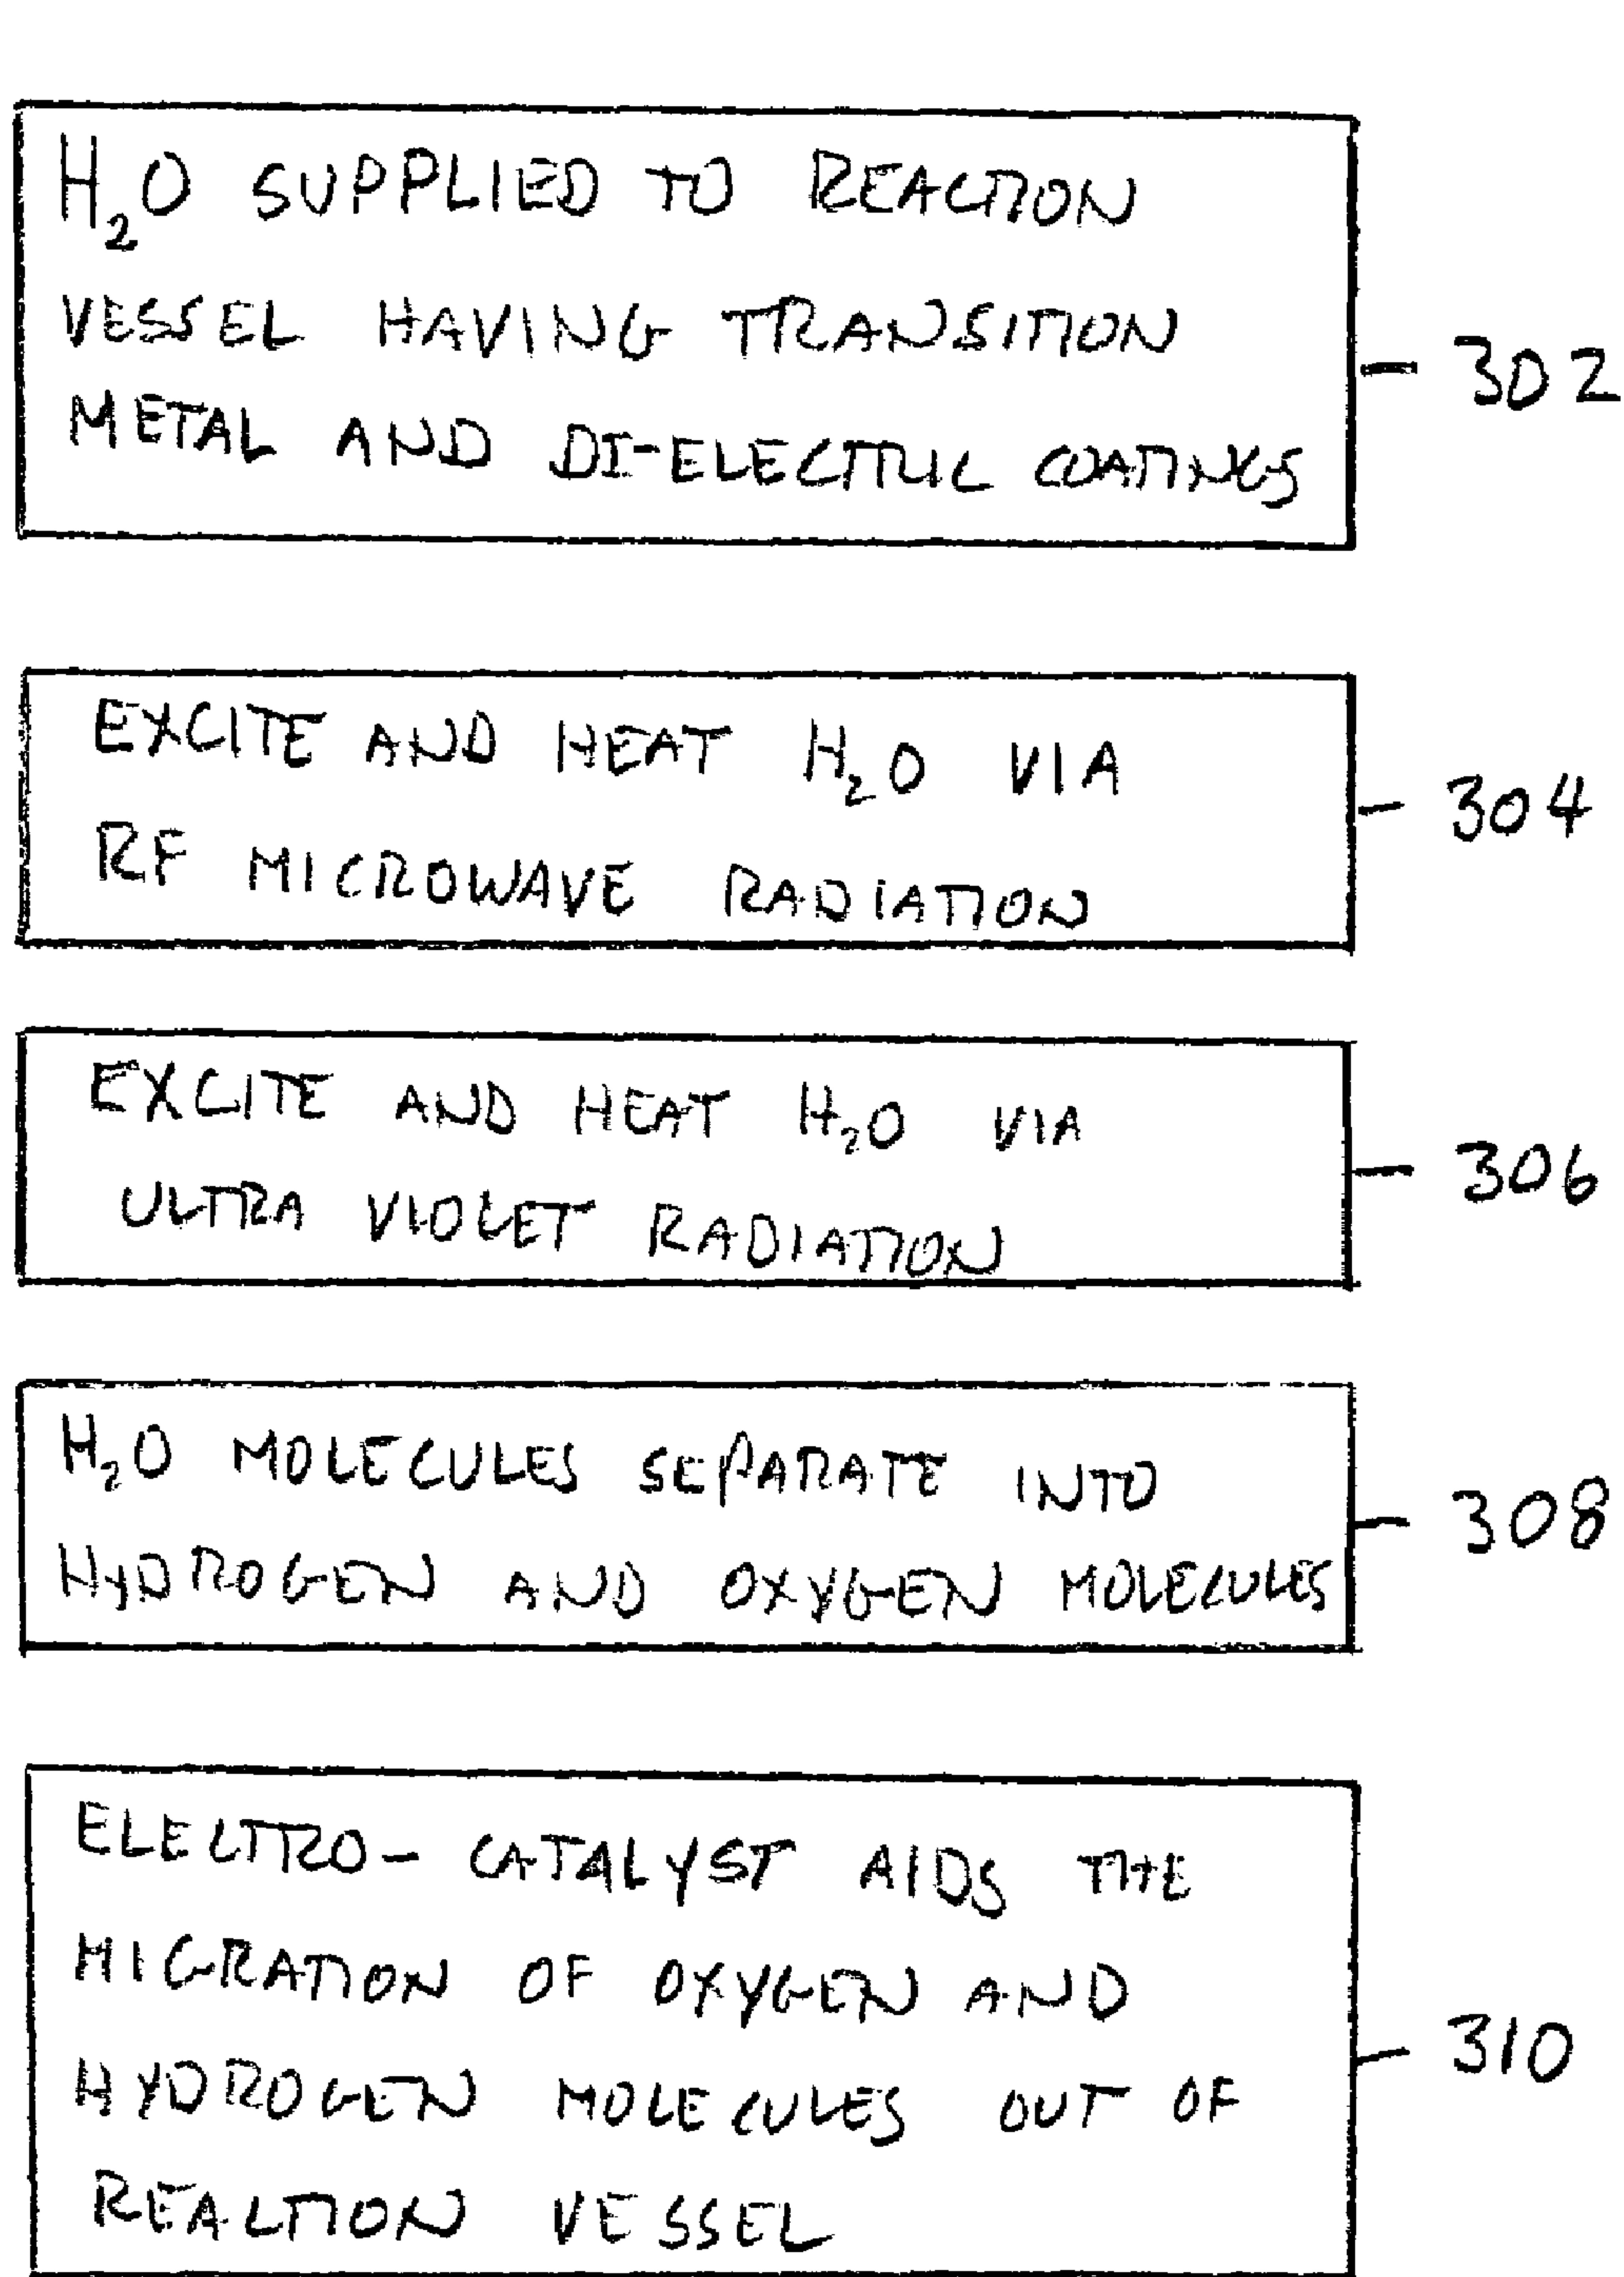 H₂O SUPPLIED TO REACTION
VESSEL HAVING TRANSITION
METAL AND DI-ELECTRIC COATINGS
302
EXCITE AND HEAT H₂O VIA
RF MICROWAVE RADIATION
304
EXCITE AND HEAT H₂O VIA
ULTRA VIOLET RADIATION
306
H₂O MOLECULES SEPARATE INTO
HYDROGEN AND OXYGEN MOLECULES
308
ELECTRO-CATALYST AIDS THE
MIGRATION OF OXYGEN AND
HYDROGEN MOLECULES OUT OF
REACTION VESSEL
310